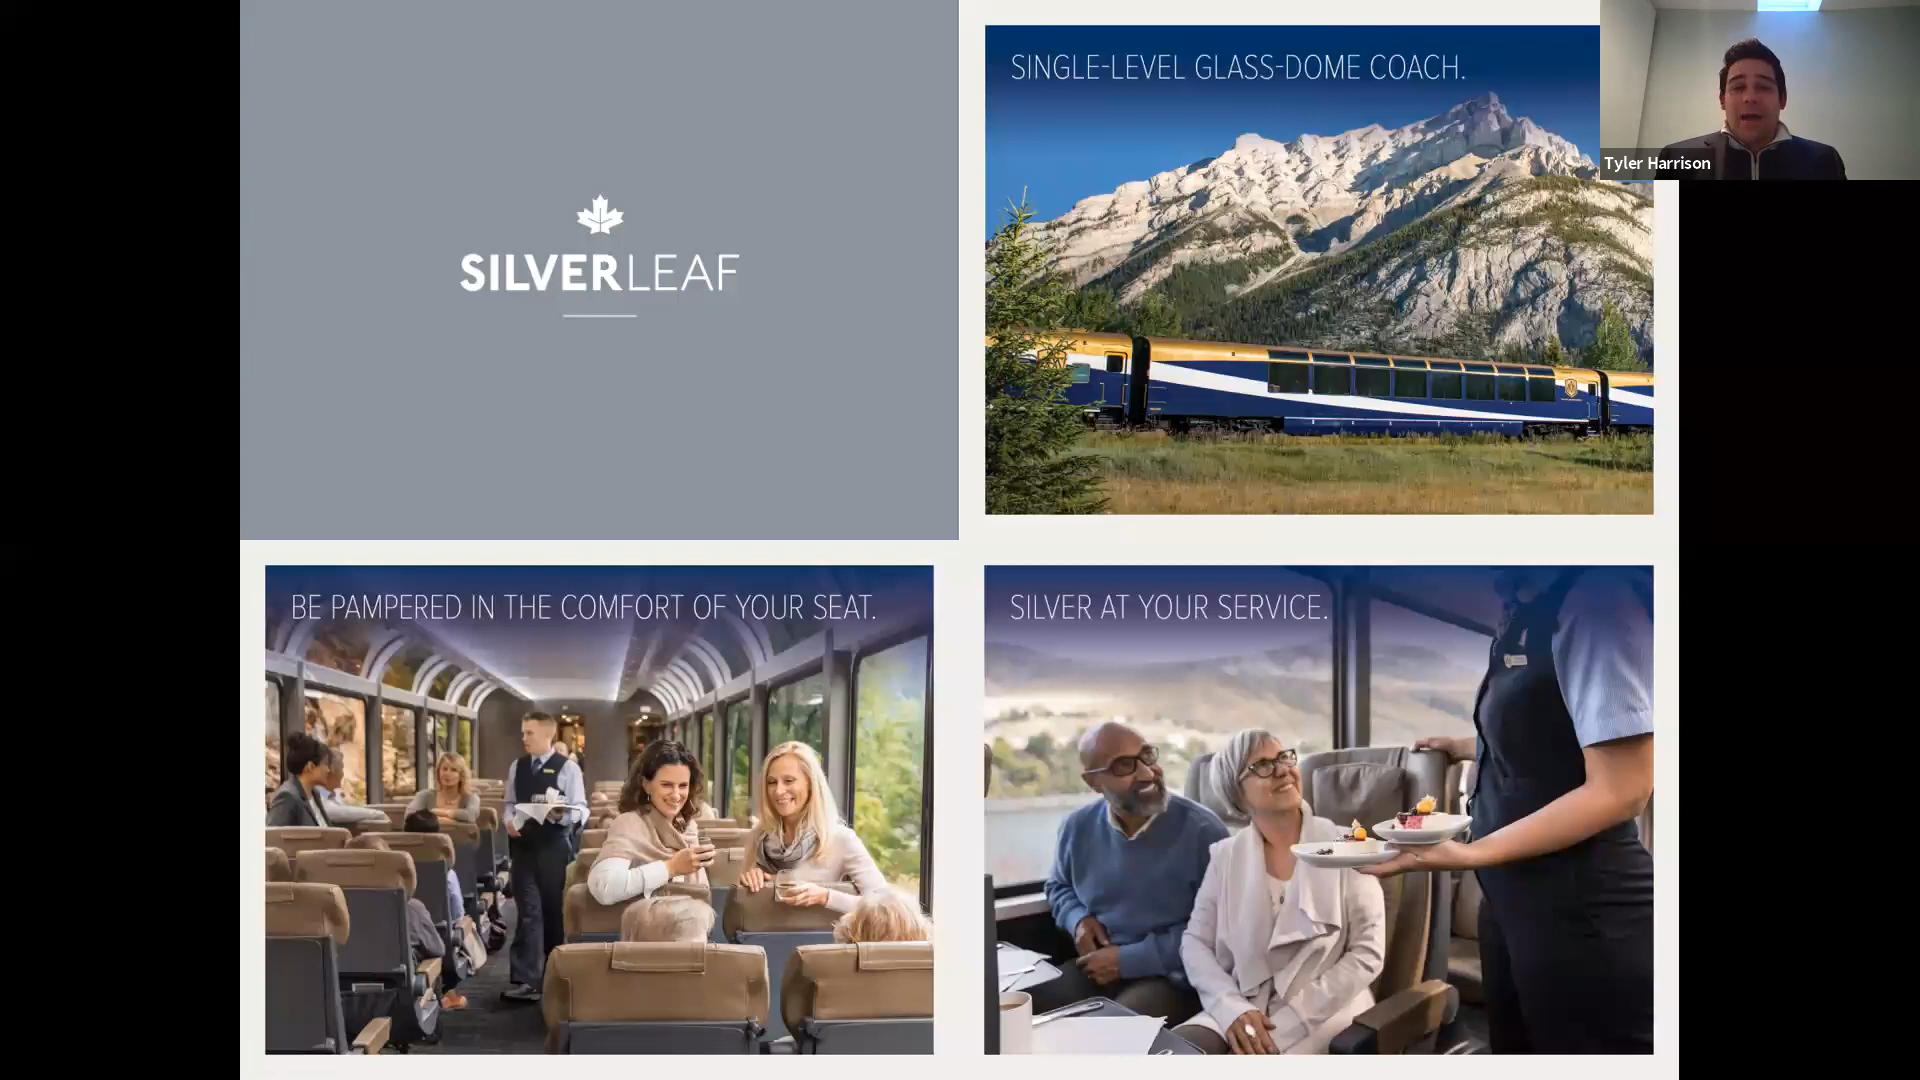 SILVERLEAF
SINGLE-LEVEL GLASS-DOME COACH.
Tyler Harrison
BE PAMPERED IN THE COMFORT OF YOUR SEAT.
SILVER AT YOUR SERVICE.